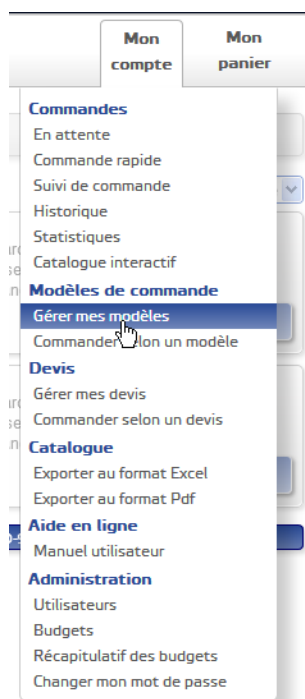 Mon compte
Mon panier
Commandes
En attente
Commande rapide
Suivi de commande
Historique
Statistiques
Catalogue interactif
Modèles de commande
Gérer mes modèles
Commander selon un modèle
Devis
Gérer mes devis
Commander selon un devis
Catalogue
Exporter au format Excel
Exporter au format Pdf
Aide en ligne
Manuel utilisateur
Administration
Utilisateurs
Budgets
Récapitulatif des budgets
Changer mon mot de passe